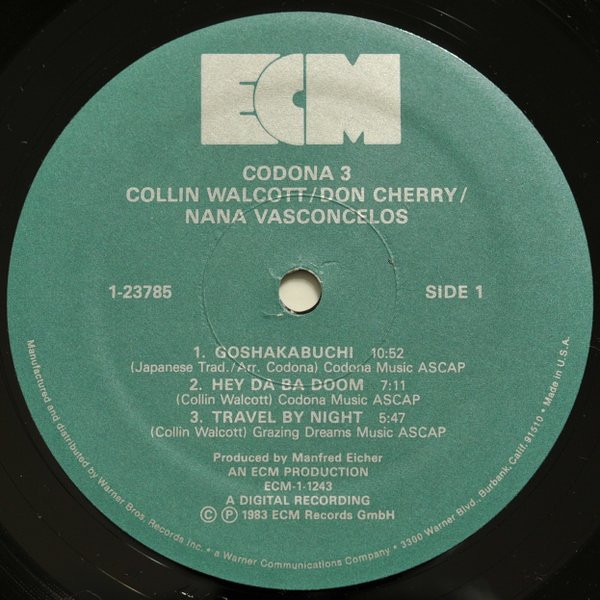 ECM
CODONA 3
COLLIN WALCOTT/DON CHERRY/
NANA VASCONCELOS
1-23785
SIDE 1
1. GOSHAKABUCHI 10:52
(Japanese Trad./Arr. Codona) Codona Music ASCAP
2. HEY DA BA DOOM 7:11
(Collin Walcott) Codona Music ASCAP
3. TRAVEL BY NIGHT 5:47
(Collin Walcott) Grazing Dreams Music ASCAP
Produced by Manfred Eicher
AN ECM PRODUCTION
ECM-1-1243
A DIGITAL RECORDING
© ℗ 1983 ECM Records GmbH
Manufactured and distributed by Warner Bros. Records Inc. • a Warner Communications Company • 3300 Warner Blvd., Burbank, Calif. 91510 • Made in U.S.A.